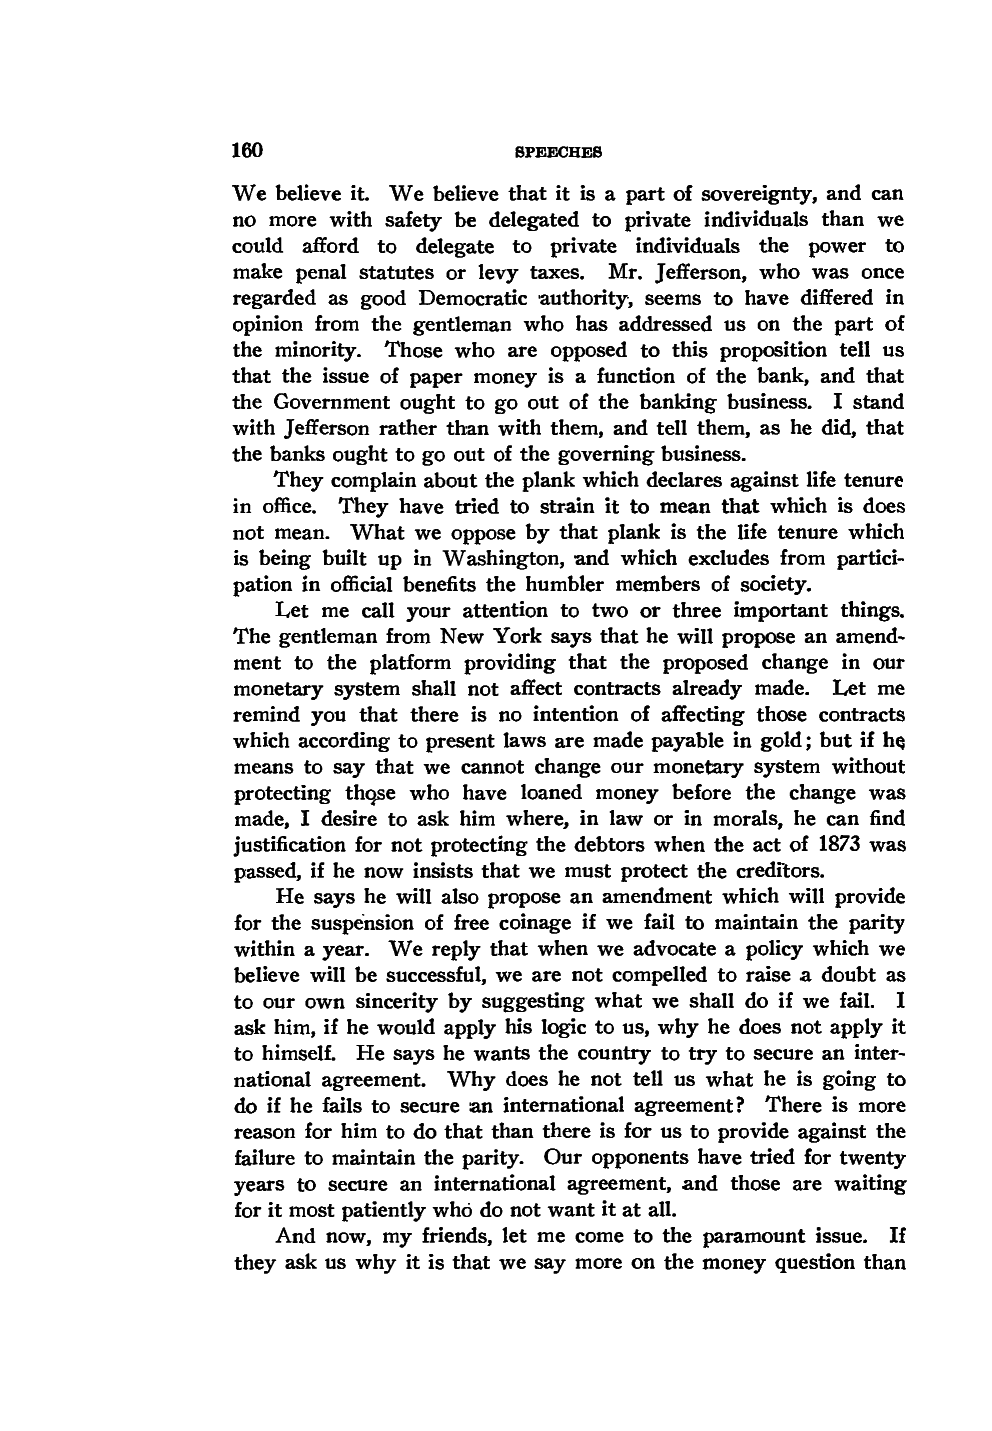 160 SPEECHES
We believe it. We believe that it is a part of sovereignty, and can
no more with safety be delegated to private individuals than we
could afford to delegate to private individuals the power to
make penal statutes or levy taxes. Mr. Jefferson, who was once
regarded as good Democratic authority, seems to have differed in
opinion from the gentleman who has addressed us on the part of
the minority. Those who are opposed to this proposition tell us
that the issue of paper money is a function of the bank, and that
the Government ought to go out of the banking business. I stand
with Jefferson rather than with them, and tell them, as he did, that
the banks ought to go out of the governing business.
They complain about the plank which declares against life tenure
in office. They have tried to strain it to mean that which is does
not mean. What we oppose by that plank is the life tenure which
is being built up in Washington, and which excludes from partici-
pation in official benefits the humbler members of society.
Let me call your attention to two or three important things.
The gentleman from New York says that he will propose an amend-
ment to the platform providing that the proposed change in our
monetary system shall not affect contracts already made. Let me
remind you that there is no intention of affecting those contracts
which according to present laws are made payable in gold; but if he
means to say that we cannot change our monetary system without
protecting those who have loaned money before the change was
made, I desire to ask him where, in law or in morals, he can find
justification for not protecting the debtors when the act of 1873 was
passed, if he now insists that we must protect the creditors.
He says he will also propose an amendment which will provide
for the suspension of free coinage if we fail to maintain the parity
within a year. We reply that when we advocate a policy which we
believe will be successful, we are not compelled to raise a doubt as
to our own sincerity by suggesting what we shall do if we fail. I
ask him, if he would apply his logic to us, why he does not apply it
to himself. He says he wants the country to try to secure an inter-
national agreement. Why does he not tell us what he is going to
do if he fails to secure an international agreement? There is more
reason for him to do that than there is for us to provide against the
failure to maintain the parity. Our opponents have tried for twenty
years to secure an international agreement, and those are waiting
for it most patiently who do not want it at all.
And now, my friends, let me come to the paramount issue. If
they ask us why it is that we say more on the money question than